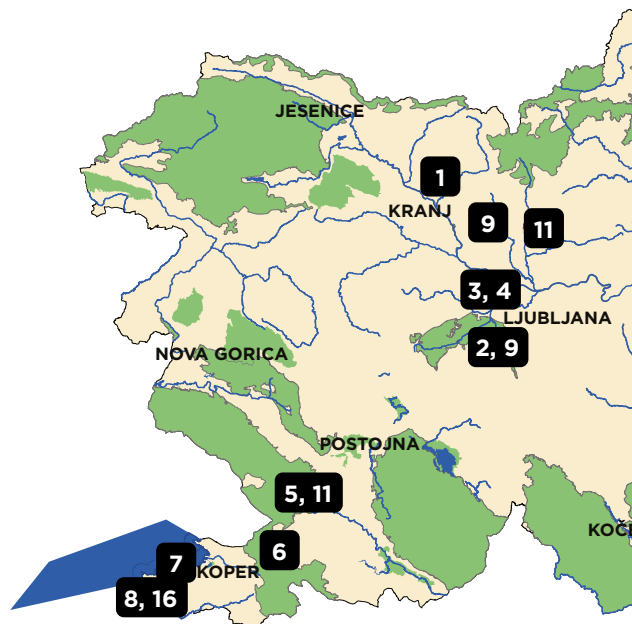 JESENICE
1
KRANJ
9
11
3, 4
LJUBLJANA
2, 9
NOVA GORICA
POSTOJNA
5, 11
KOČE
6
7
KOPER
8, 16